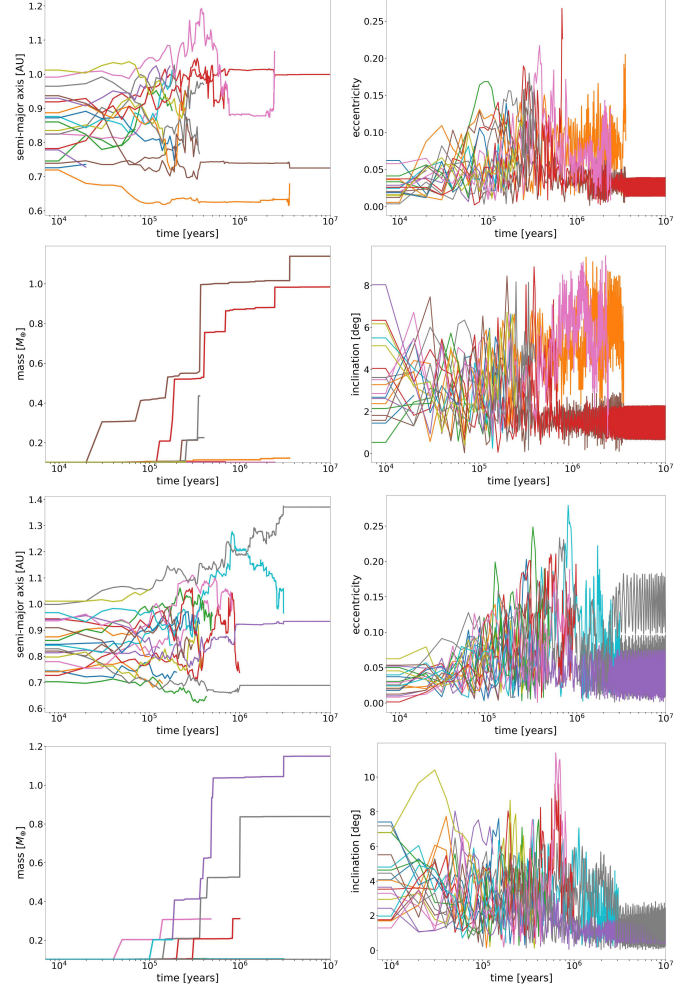 semi-major axis [AU]
1.2
1.1
1.0
0.9
0.8
0.7
0.6
10⁴ 10⁵ 10⁶ 10⁷
time [years]
eccentricity
0.25
0.20
0.15
0.10
0.05
0.00
10⁴ 10⁵ 10⁶ 10⁷
time [years]
mass [M⊕]
1.0
0.8
0.6
0.4
0.2
10⁴ 10⁵ 10⁶ 10⁷
time [years]
inclination [deg]
8
6
4
2
0
10⁴ 10⁵ 10⁶ 10⁷
time [years]
semi-major axis [AU]
1.4
1.3
1.2
1.1
1.0
0.9
0.8
0.7
0.6
10⁴ 10⁵ 10⁶ 10⁷
time [years]
eccentricity
0.25
0.20
0.15
0.10
0.05
0.00
10⁴ 10⁵ 10⁶ 10⁷
time [years]
mass [M⊕]
1.2
1.0
0.8
0.6
0.4
0.2
10⁴ 10⁵ 10⁶ 10⁷
time [years]
inclination [deg]
10
8
6
4
2
0
10⁴ 10⁵ 10⁶ 10⁷
time [years]